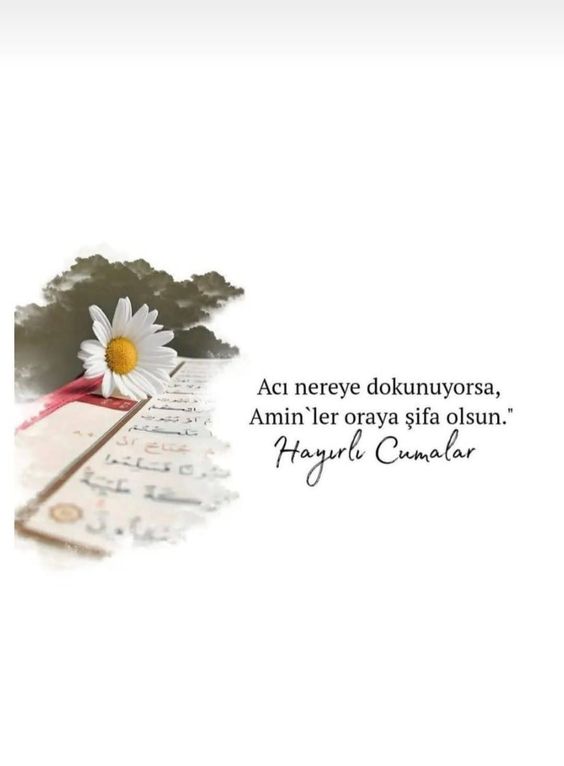 Acı nereye dokunuyorsa,
Amin`ler oraya şifa olsun."
Hayırlı Cumalar